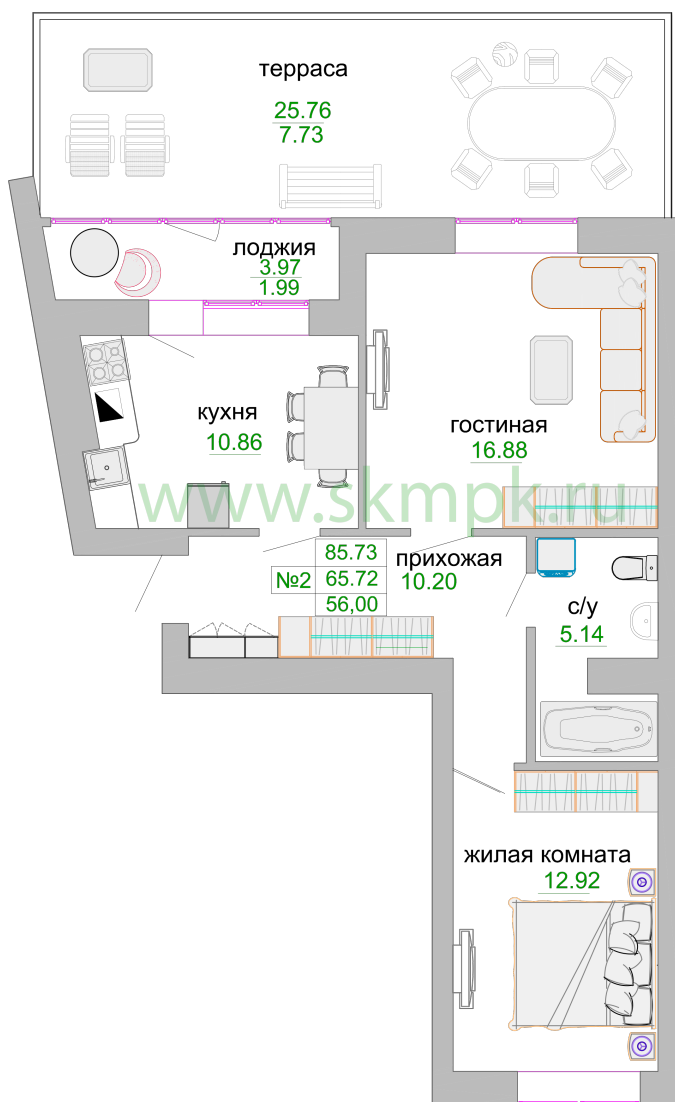 терраса
25.76
7.73
лоджия
3.97
1.99
кухня
10.86
гостиная
16.88
www.skmpk.ru
85.73
№2 65.72
56,00
прихожая
10.20
с/у
5.14
жилая комната
12.92